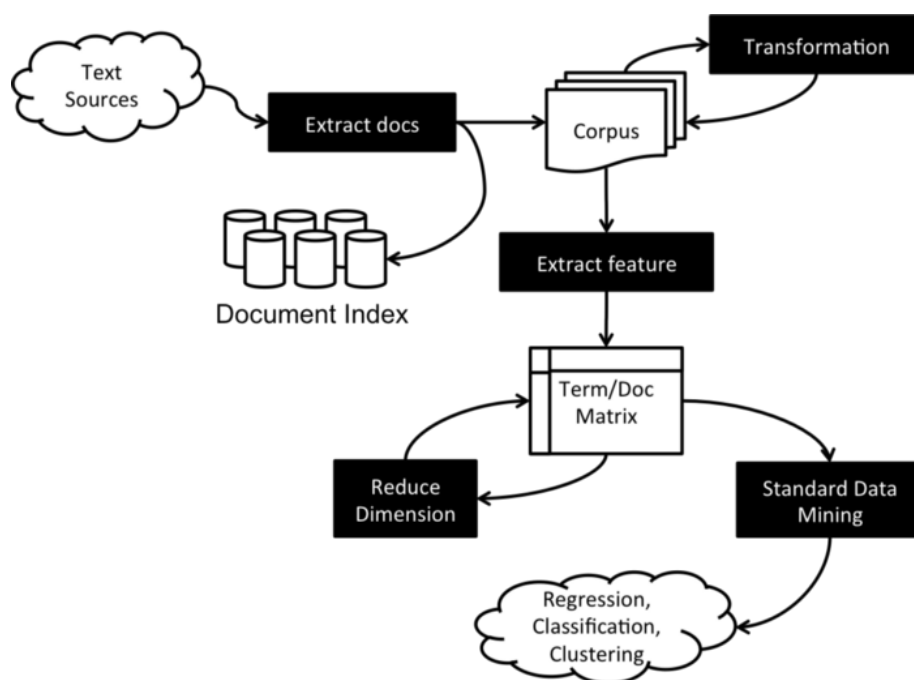 Text
Sources
Extract docs
Corpus
Transformation
Document Index
Extract feature
Term/Doc
Matrix
Reduce
Dimension
Standard Data
Mining
Regression,
Classification,
Clustering